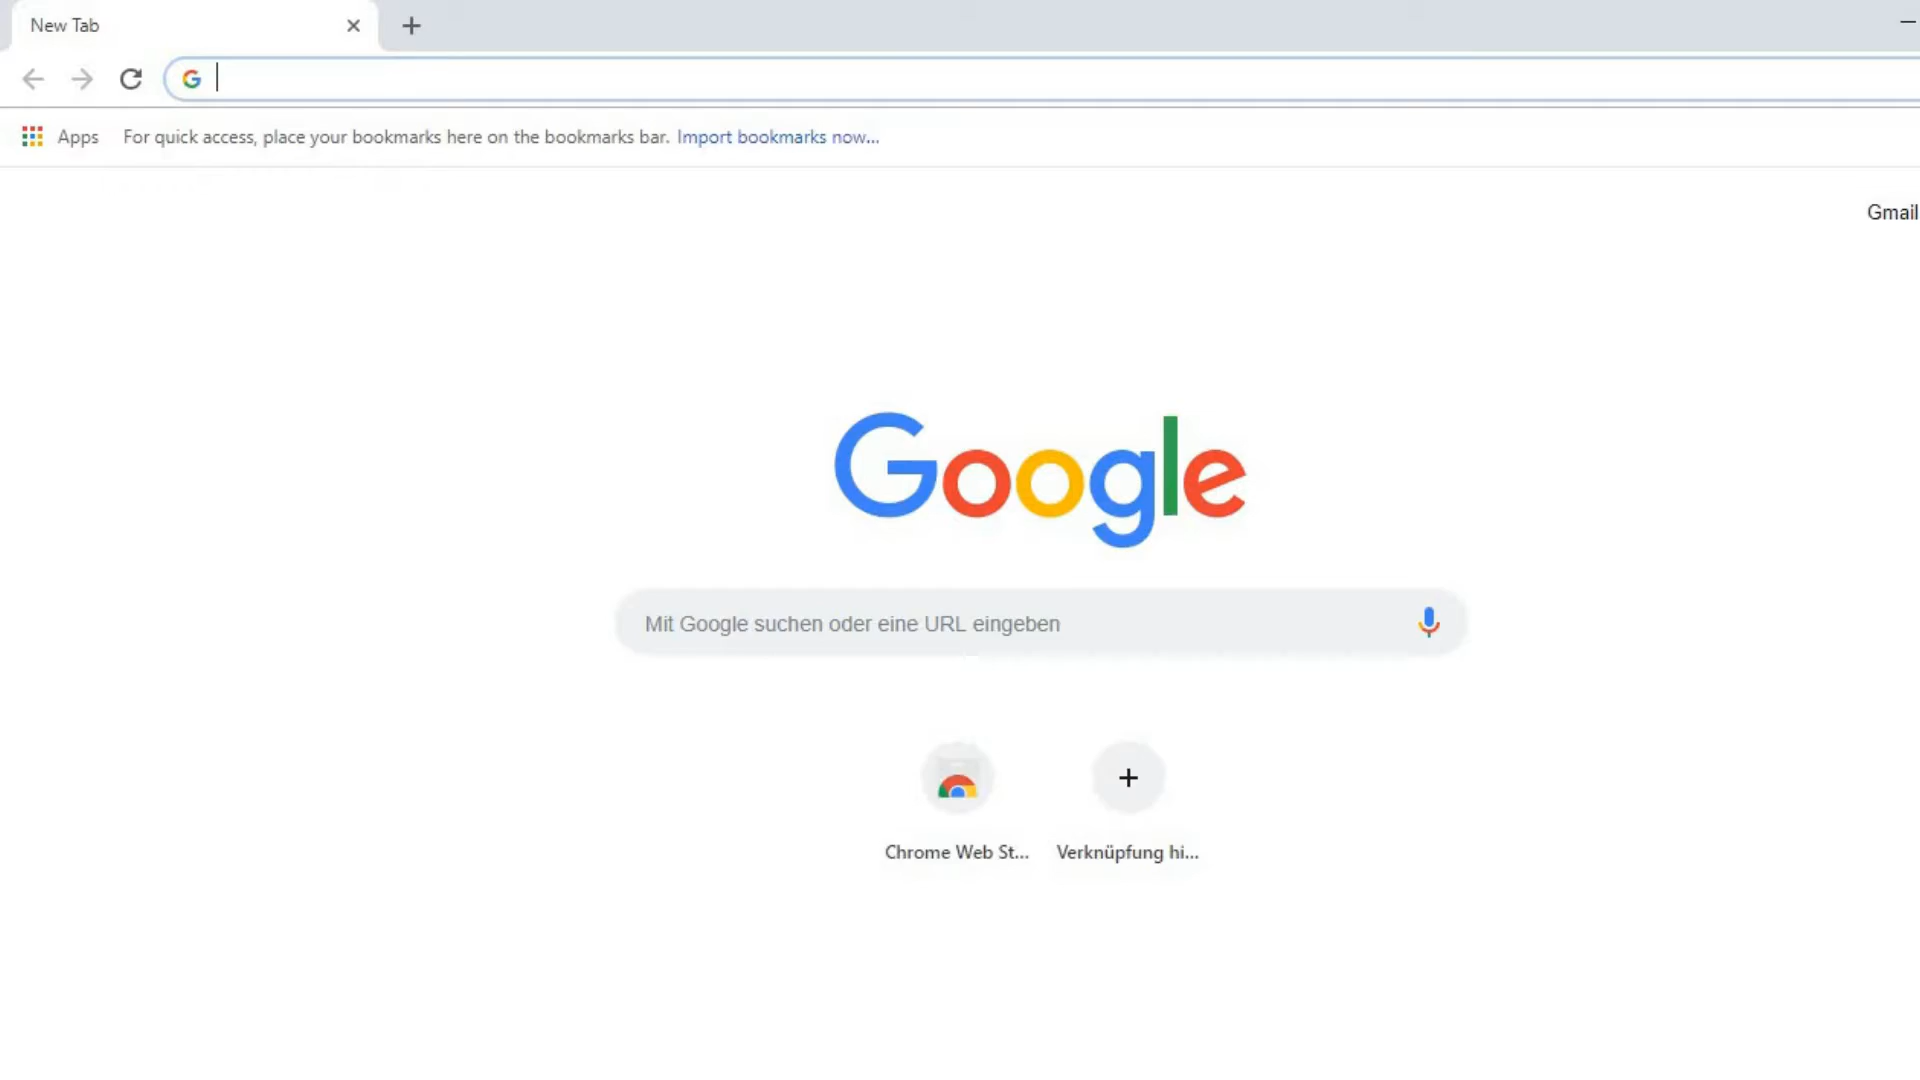 New Tab
Apps For quick access, place your bookmarks here on the bookmarks bar. Import bookmarks now...
Gmail
Google
Mit Google suchen oder eine URL eingeben
Chrome Web St... Verknüpfung hi...